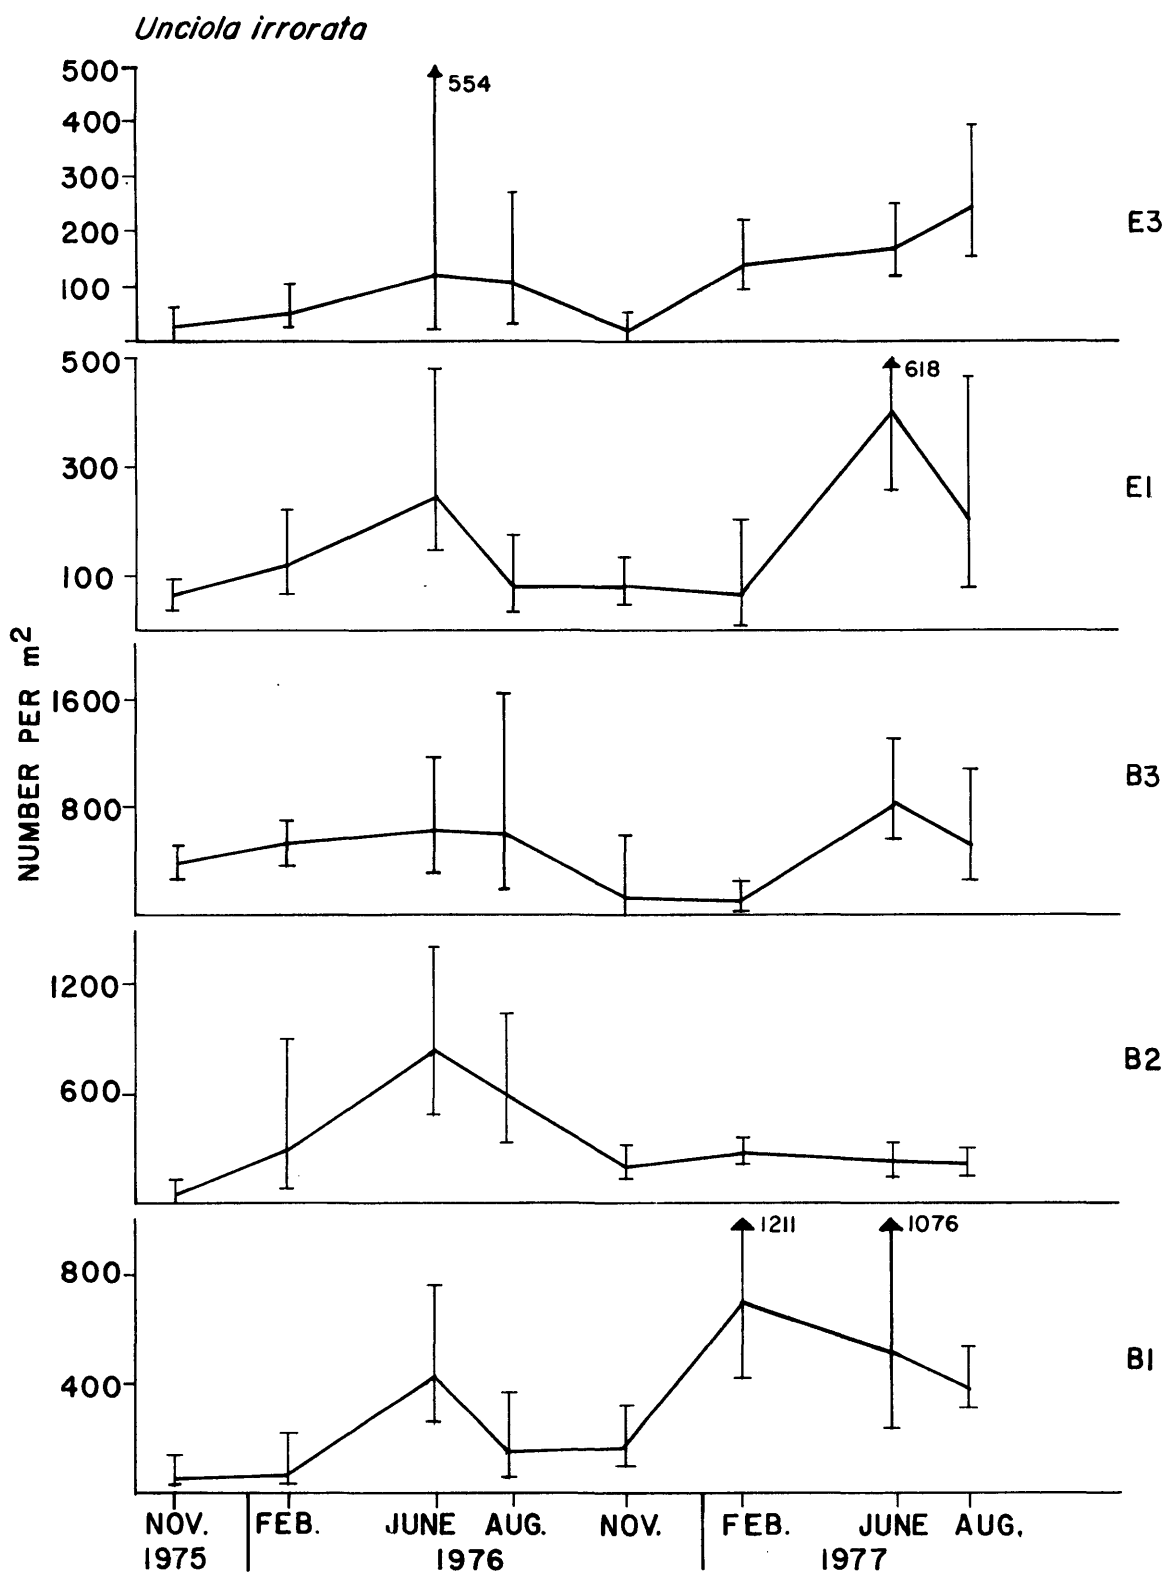 Unciola irrorata
500
400
300
200
100
554
E3
500
300
100
618
E1
NUMBER PER m²
1600
800
B3
1200
600
B2
800
400
1211
1076
B1
NOV. FEB. JUNE AUG. NOV. FEB. JUNE AUG.
1975 1976 1977